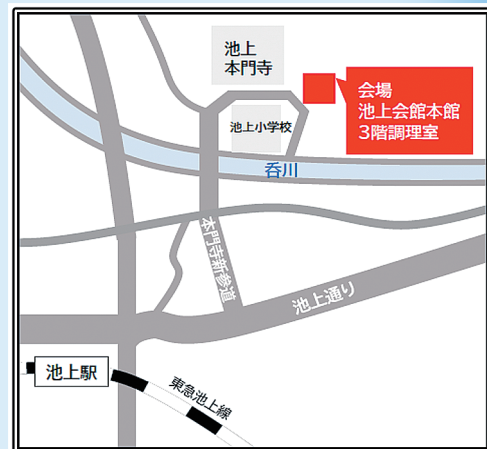 池上
本門寺
会場
池上会館本館
3階調理室
池上小学校
呑川
本門寺新参道
池上通り
池上駅
東急池上線